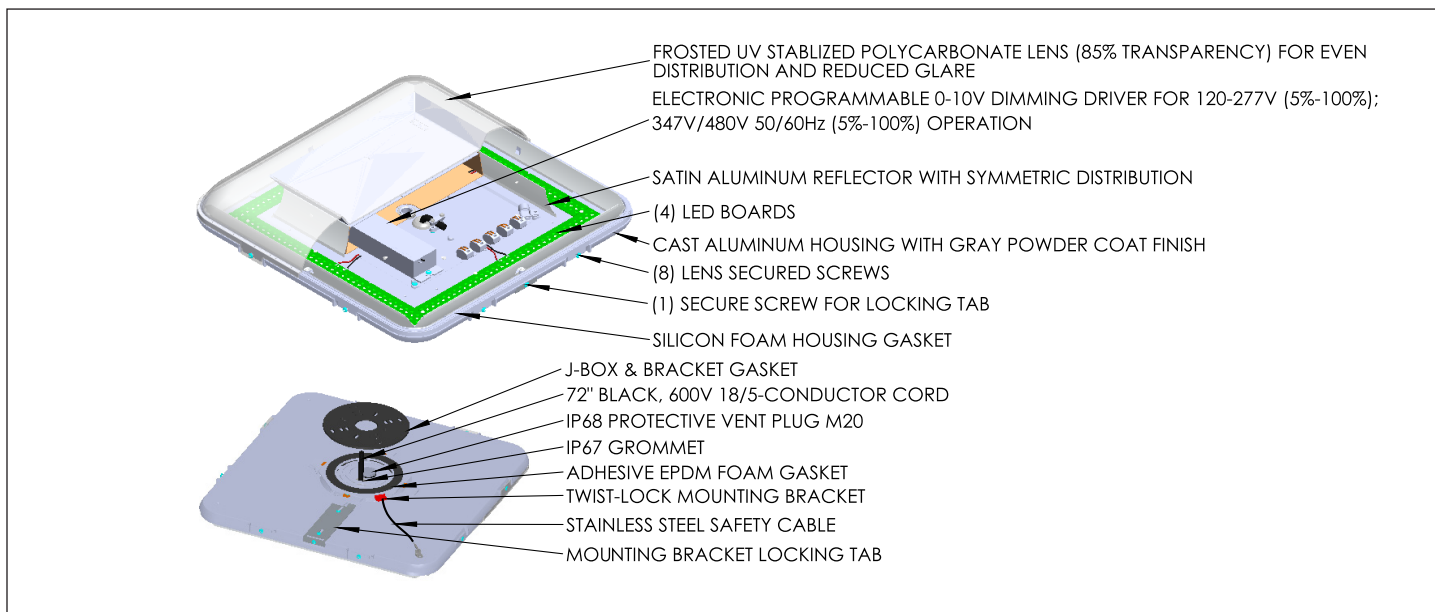 FROSTED UV STABLIZED POLYCARBONATE LENS (85% TRANSPARENCY) FOR EVEN
DISTRIBUTION AND REDUCED GLARE
ELECTRONIC PROGRAMMABLE 0-10V DIMMING DRIVER FOR 120-277V (5%-100%);
347V/480V 50/60Hz (5%-100%) OPERATION
SATIN ALUMINUM REFLECTOR WITH SYMMETRIC DISTRIBUTION
(4) LED BOARDS
CAST ALUMINUM HOUSING WITH GRAY POWDER COAT FINISH
(8) LENS SECURED SCREWS
(1) SECURE SCREW FOR LOCKING TAB
SILICON FOAM HOUSING GASKET
J-BOX & BRACKET GASKET
72" BLACK, 600V 18/5-CONDUCTOR CORD
IP68 PROTECTIVE VENT PLUG M20
IP67 GROMMET
ADHESIVE EPDM FOAM GASKET
TWIST-LOCK MOUNTING BRACKET
STAINLESS STEEL SAFETY CABLE
MOUNTING BRACKET LOCKING TAB